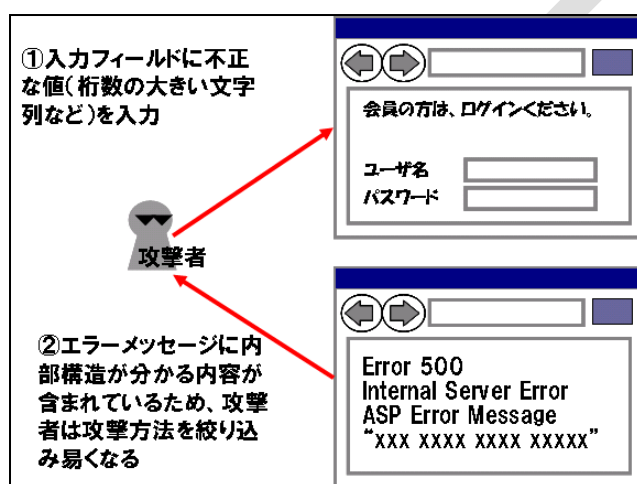 ①入力フィールドに不正
な値(桁数の大きい文字
列など)を入力
会員の方は、ログインください。
ユーザ名
パスワード
攻撃者
②エラーメッセージに内
部構造が分かる内容が
含まれているため、攻撃
者は攻撃方法を絞り込
み易くなる
Error 500
Internal Server Error
ASP Error Message
“xxx xxxx xxxx xxxxx”